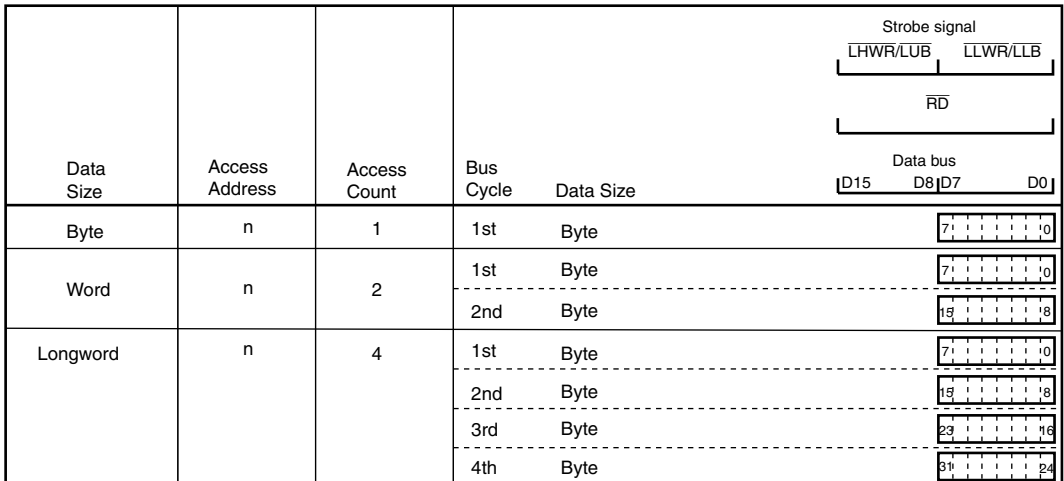 Strobe signal
LHWR/LUB LLWR/LLB
RD
Data Size Access Address Access Count Bus Cycle Data Size Data bus
D15 D8 D7 D0
Byte n 1 1st Byte 7 0
Word n 2 1st Byte 7 0
2nd Byte 15 8
Longword n 4 1st Byte 7 0
2nd Byte 15 8
3rd Byte 23 16
4th Byte 31 24